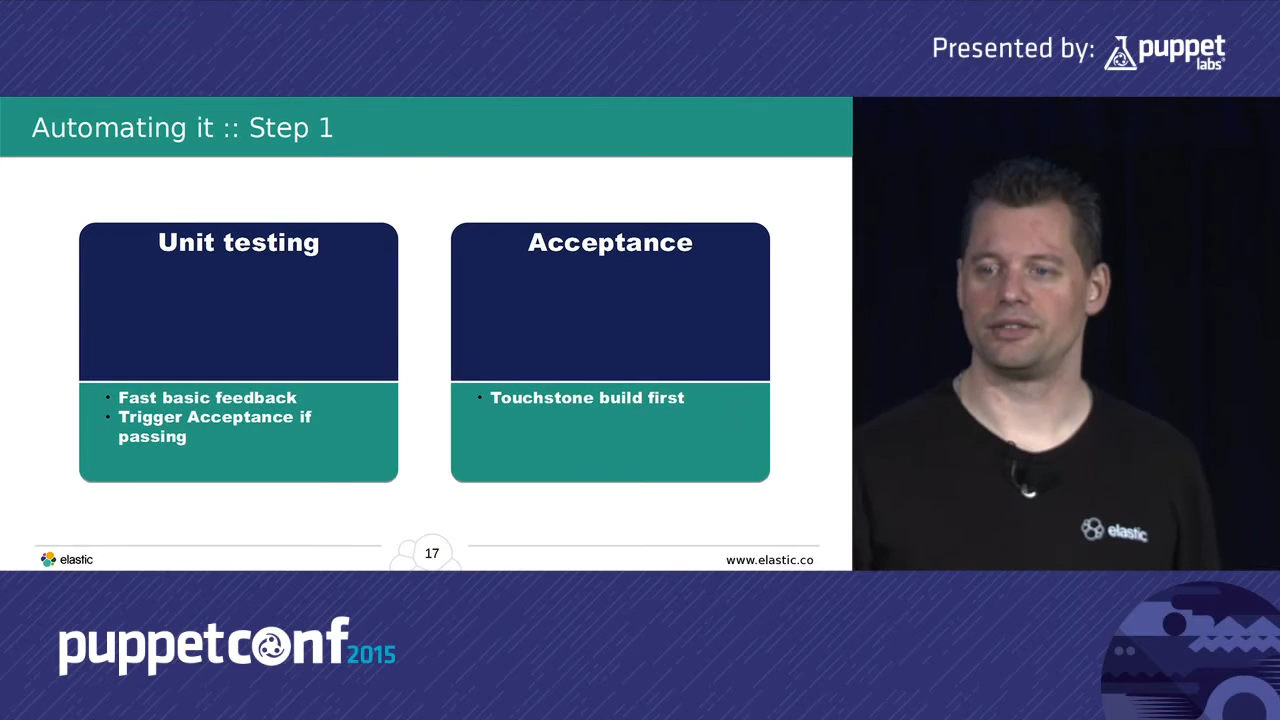 Presented by: puppet labs
Automating it :: Step 1
Unit testing
Acceptance
• Fast basic feedback
• Trigger Acceptance if
passing
• Touchstone build first
elastic
elastic
17
www.elastic.co
puppetconf 2015